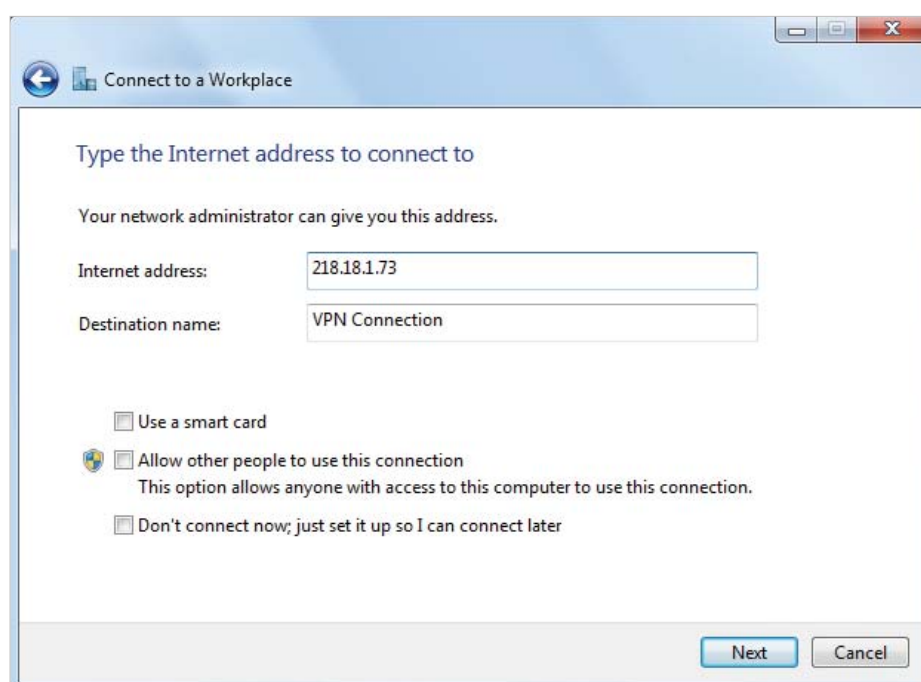 Connect to a Workplace
Type the Internet address to connect to
Your network administrator can give you this address.
Internet address: 218.18.1.73
Destination name: VPN Connection
Use a smart card
Allow other people to use this connection
This option allows anyone with access to this computer to use this connection.
Don't connect now; just set it up so I can connect later
Next Cancel